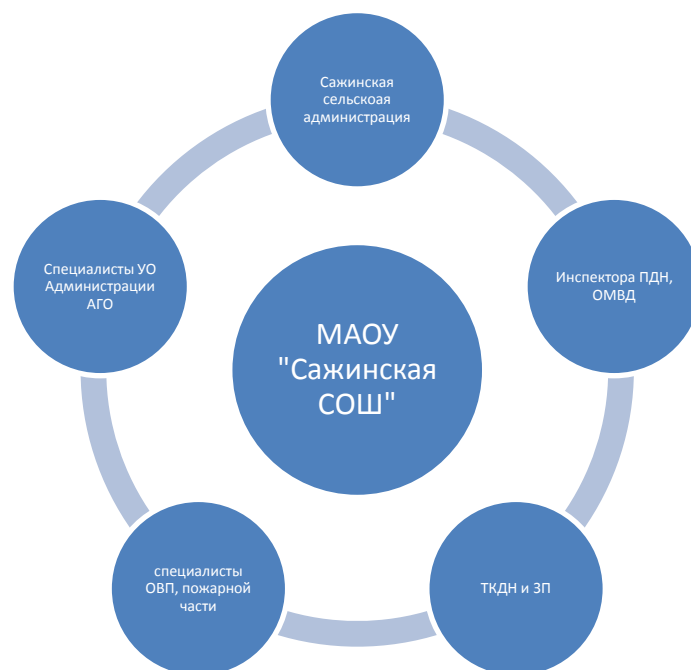 Сажинская
сельскоая
администрация
Специалисты УО
Администрации
АГО
Инспектора ПДН,
ОМВД
МАОУ
"Сажинская
СОШ"
специалисты
ОВП, пожарной
части
ТКДН и ЗП